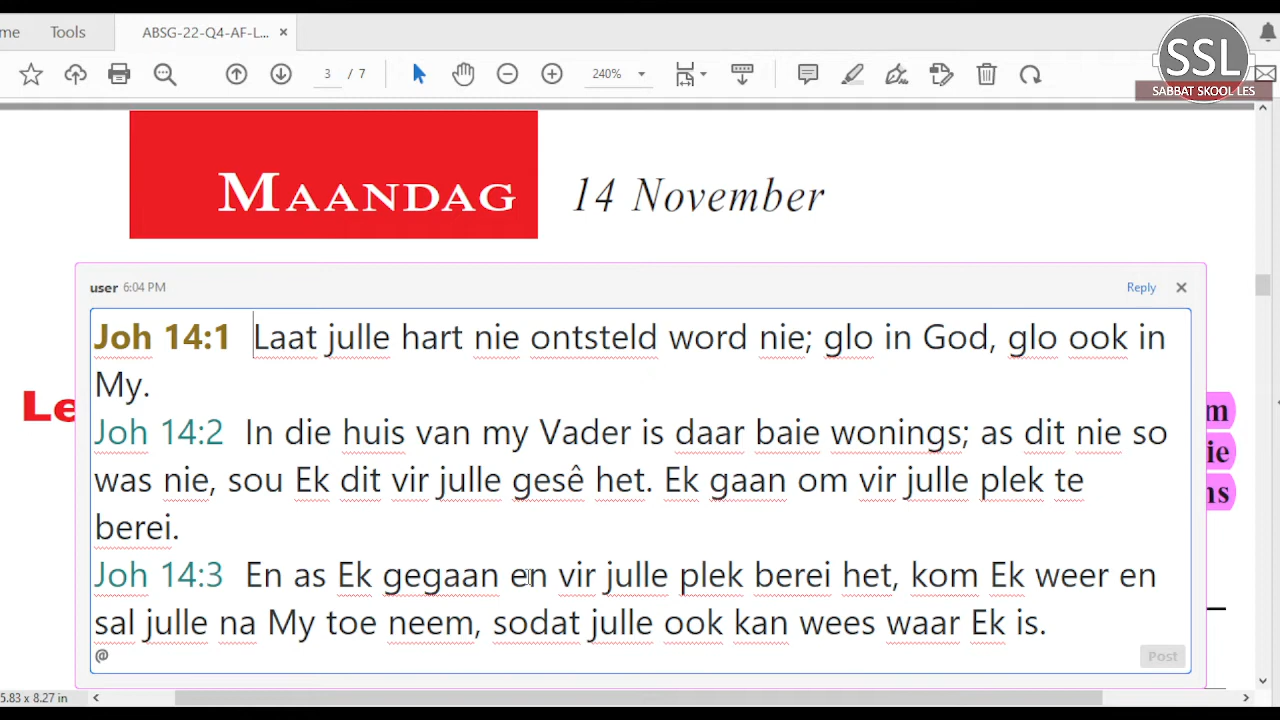 me Tools ABSG-22-Q4-AF-L... ×
3 / 7 240%
SSL
SABBAT SKOOL LES
MAANDAG 14 November
user 6:04 PM Reply ×
Joh 14:1 Laat julle hart nie ontsteld word nie; glo in God, glo ook in
My.
Le m
Joh 14:2 In die huis van my Vader is daar baie wonings; as dit nie so
ie
was nie, sou Ek dit vir julle gesê het. Ek gaan om vir julle plek te
ns
berei.
Joh 14:3 En as Ek gegaan en vir julle plek berei het, kom Ek weer en
sal julle na My toe neem, sodat julle ook kan wees waar Ek is.
@ Post
5.83 x 8.27 in